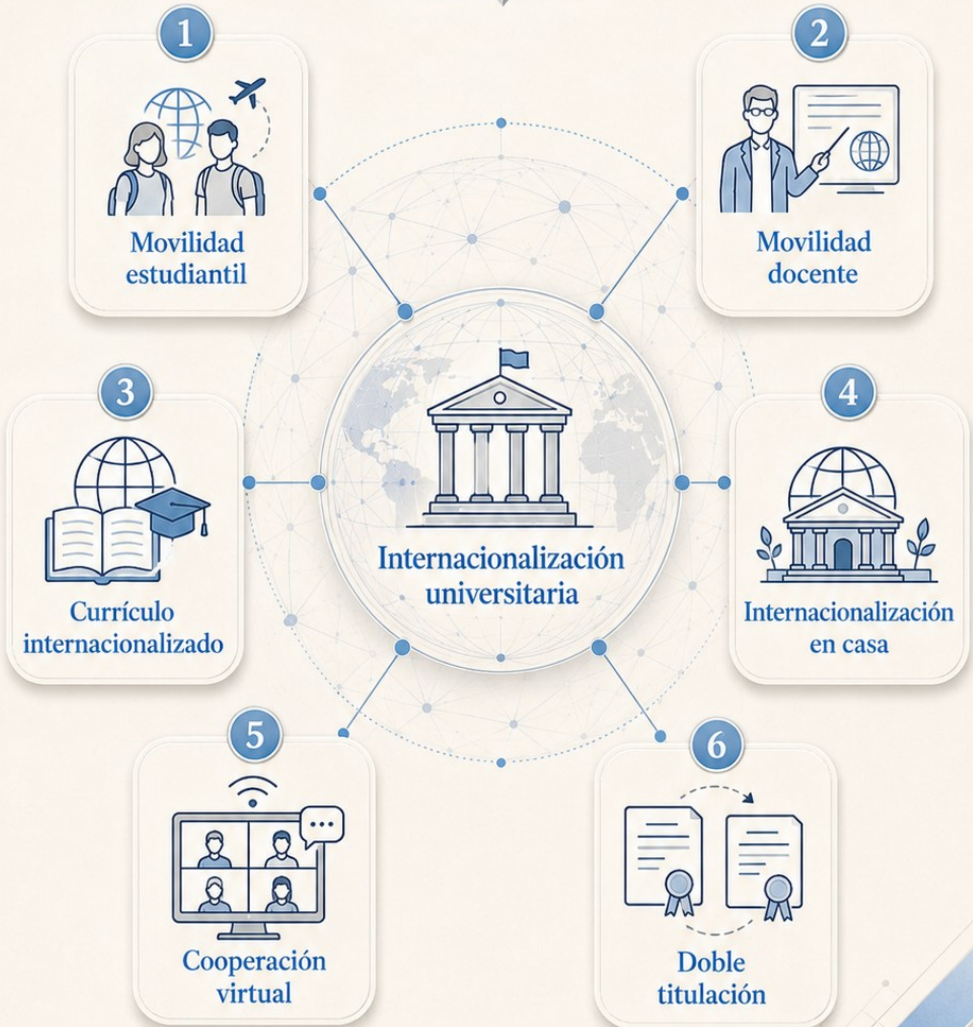 1
Movilidad
estudiantil
2
Movilidad
docente
3
Currículo
internacionalizado
Internacionalización
universitaria
4
Internacionalización
en casa
5
Cooperación
virtual
6
Doble
titulación